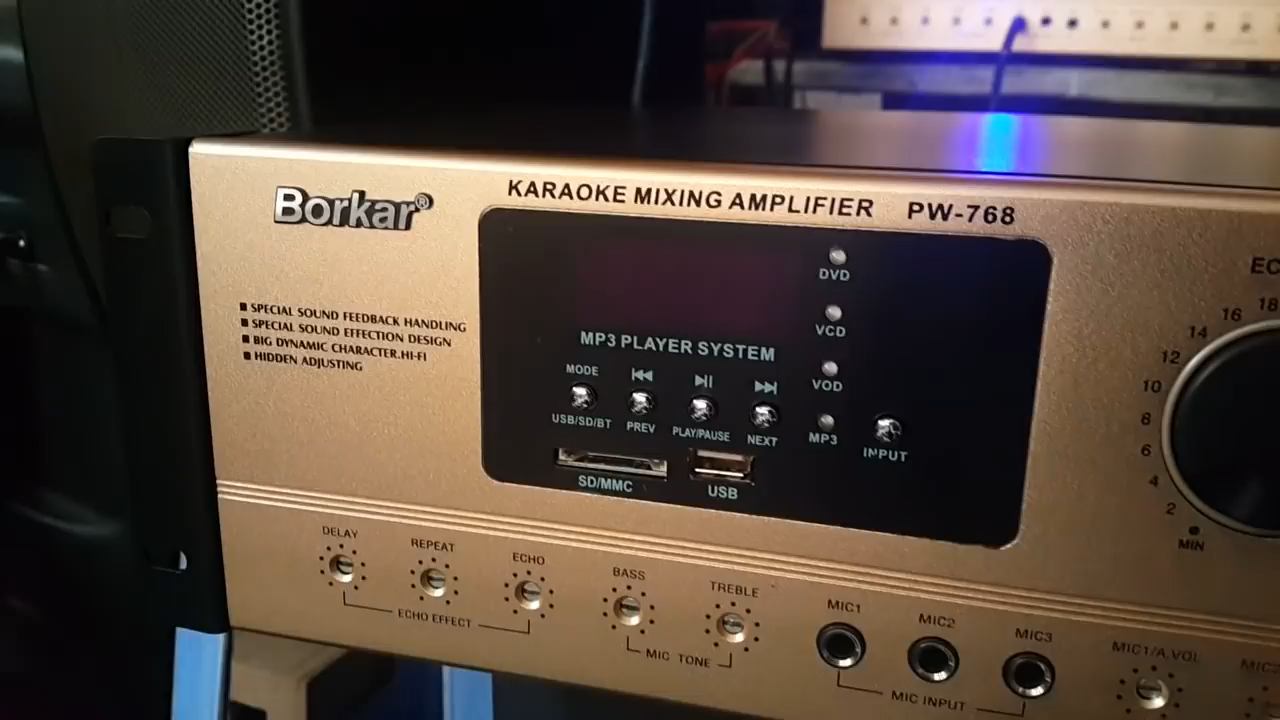 Borkar®
KARAOKE MIXING AMPLIFIER PW-768
■ SPECIAL SOUND FEEDBACK HANDLING
■ SPECIAL SOUND EFFECTION DESIGN
■ BIG DYNAMIC CHARACTER.HI-FI
■ HIDDEN ADJUSTING
DVD
VCD
VOD
MP3
MP3 PLAYER SYSTEM
MODE
USB/SD/BT
PREV
PLAY/PAUSE
NEXT
INPUT
SD/MMC
USB
18
16
14
12
10
8
6
4
2
MIN
DELAY
REPEAT
ECHO
ECHO EFFECT
BASS
TREBLE
MIC TONE
MIC1
MIC2
MIC3
MIC INPUT
MIC1/A.VOL